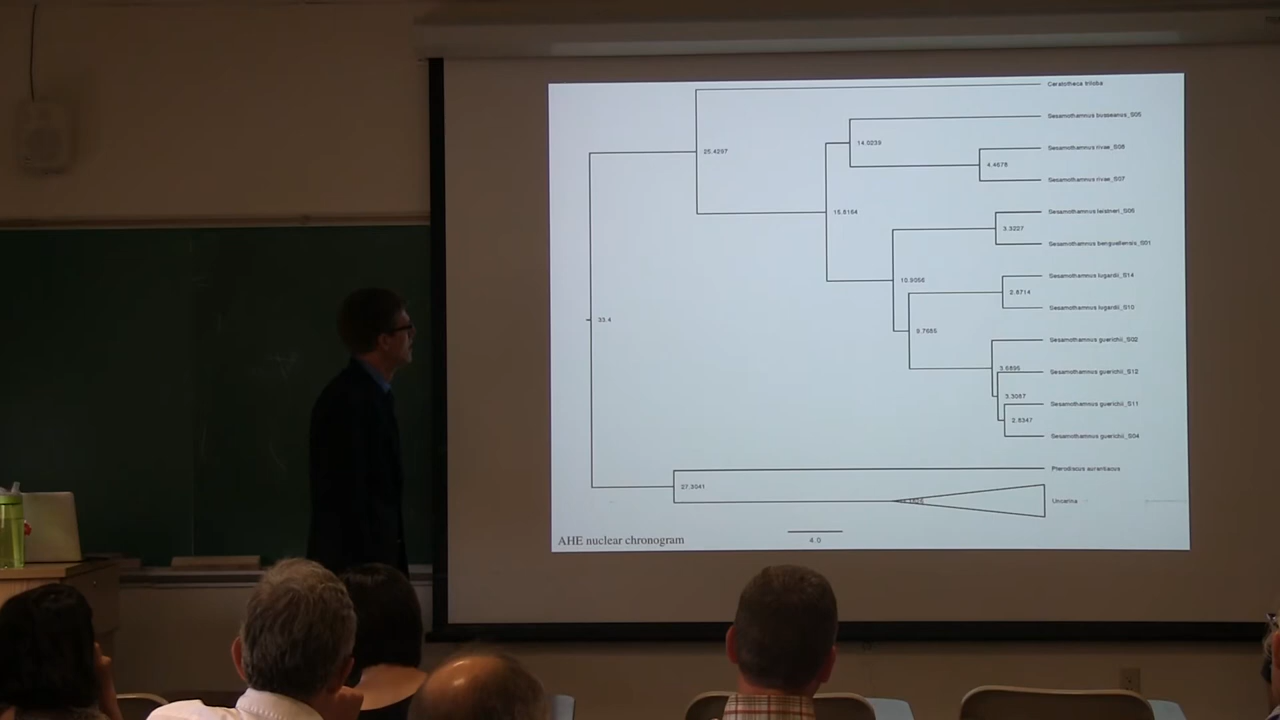 Ceratotheca triloba
Sesamothamnus busseanus_S05
14.0239
25.4297
Sesamothamnus rivae_S08
4.4678
Sesamothamnus rivae_S07
15.8164
Sesamothamnus leistneri_S06
3.3227
Sesamothamnus benguellensis_S01
10.9056
Sesamothamnus lugardii_S14
2.8714
Sesamothamnus lugardii_S10
33.4
9.7685
Sesamothamnus guerichii_S02
3.6895
Sesamothamnus guerichii_S12
3.3087
Sesamothamnus guerichii_S11
2.8347
Sesamothamnus guerichii_S04
Pterodiscus aurantiacus
27.3041
Uncarina
AHE nuclear chronogram
4.0